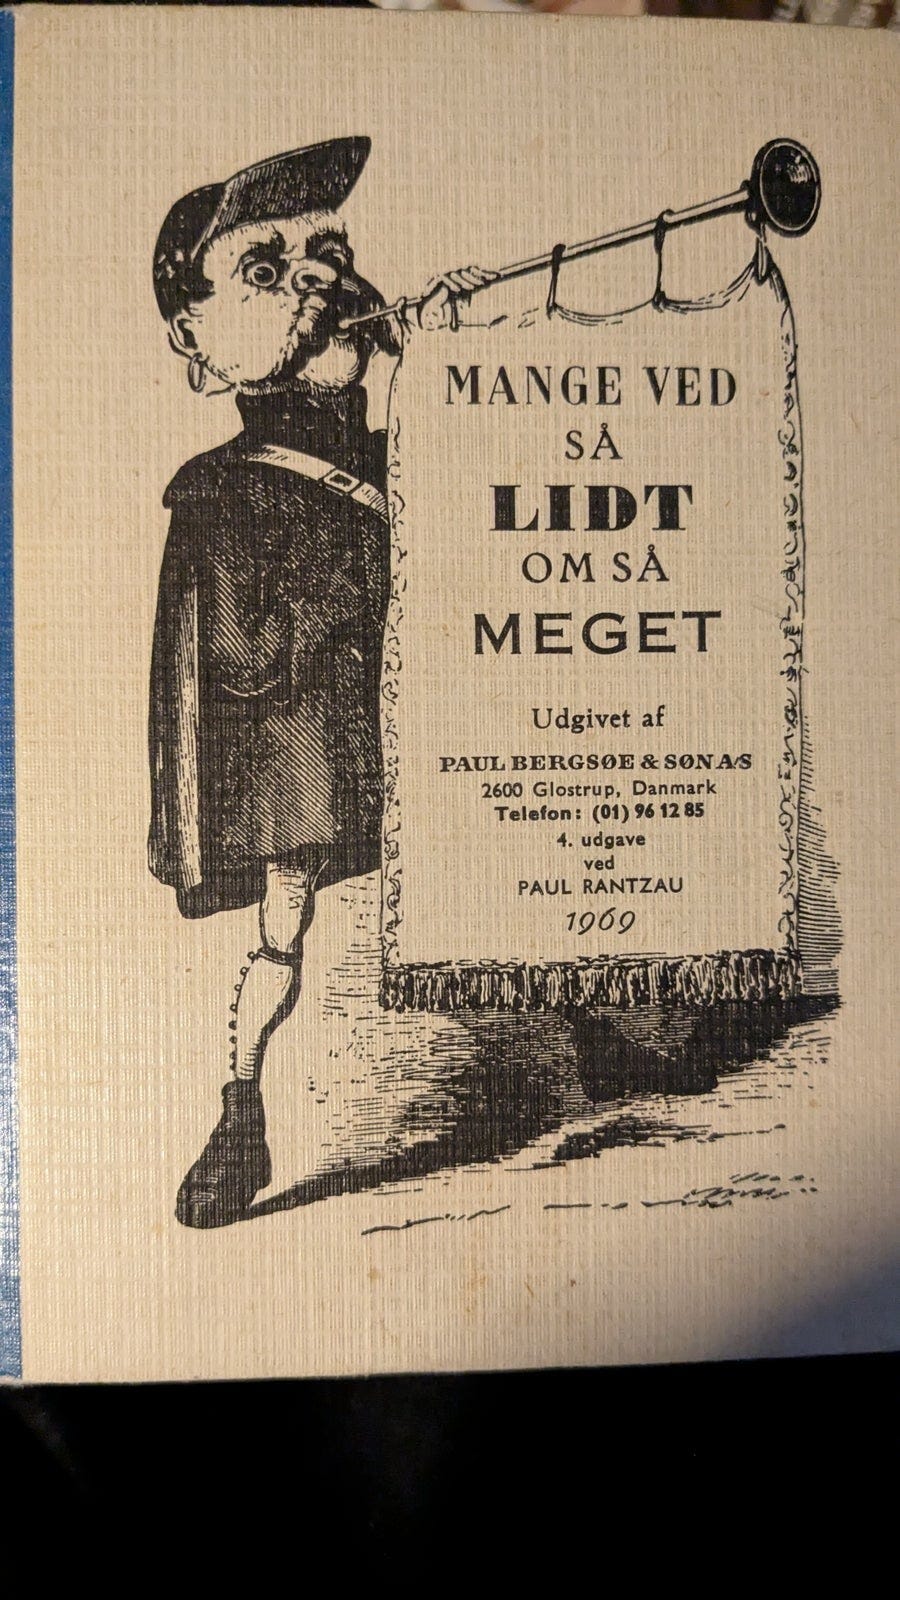 MANGE VED
SÅ
LIDT
OM SÅ
MEGET
Udgivet af
PAUL BERGSØE & SØN A/S
2600 Glostrup, Danmark
Telefon: (01) 96 12 85
4. udgave
ved
PAUL RANTZAU
1969